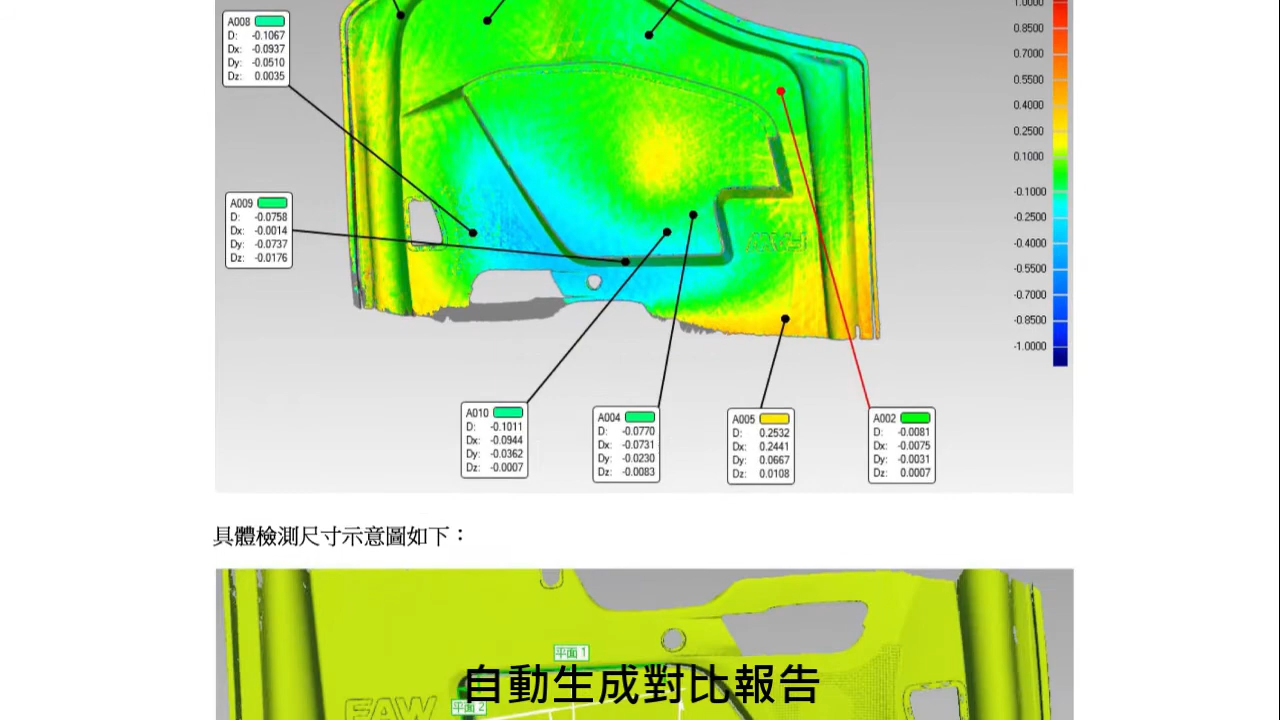 A008
D: -0.1067
Dx: -0.0937
Dy: -0.0510
Dz: 0.0035
A009
D: -0.0758
Dx: -0.0014
Dy: -0.0737
Dz: -0.0176
A010
D: -0.1011
Dx: -0.0944
Dy: -0.0362
Dz: -0.0007
A004
D: -0.0770
Dx: -0.0731
Dy: -0.0230
Dz: -0.0083
A005
D: 0.2532
Dx: 0.2441
Dy: 0.0667
Dz: 0.0108
A002
D: -0.0081
Dx: -0.0075
Dy: -0.0031
Dz: 0.0007
1.0000
0.8500
0.7000
0.5500
0.4000
0.2500
0.1000
-0.1000
-0.2500
-0.4000
-0.5500
-0.7000
-0.8500
-1.0000
具體檢測尺寸示意圖如下：
平面 1
平面 2
FAW
自動生成對比報告